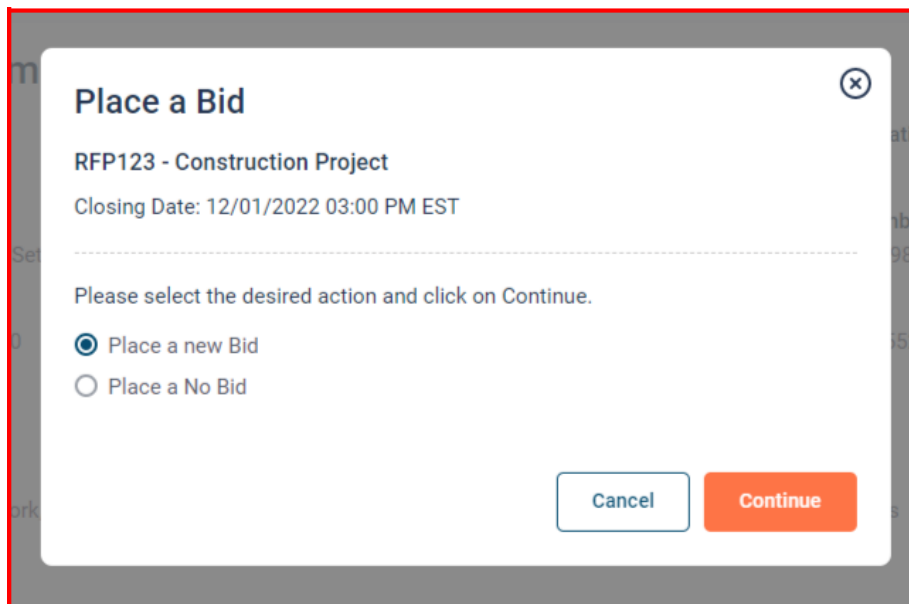 Place a Bid
RFP123 - Construction Project
Closing Date: 12/01/2022 03:00 PM EST
Please select the desired action and click on Continue.
Place a new Bid
Place a No Bid
Cancel
Continue